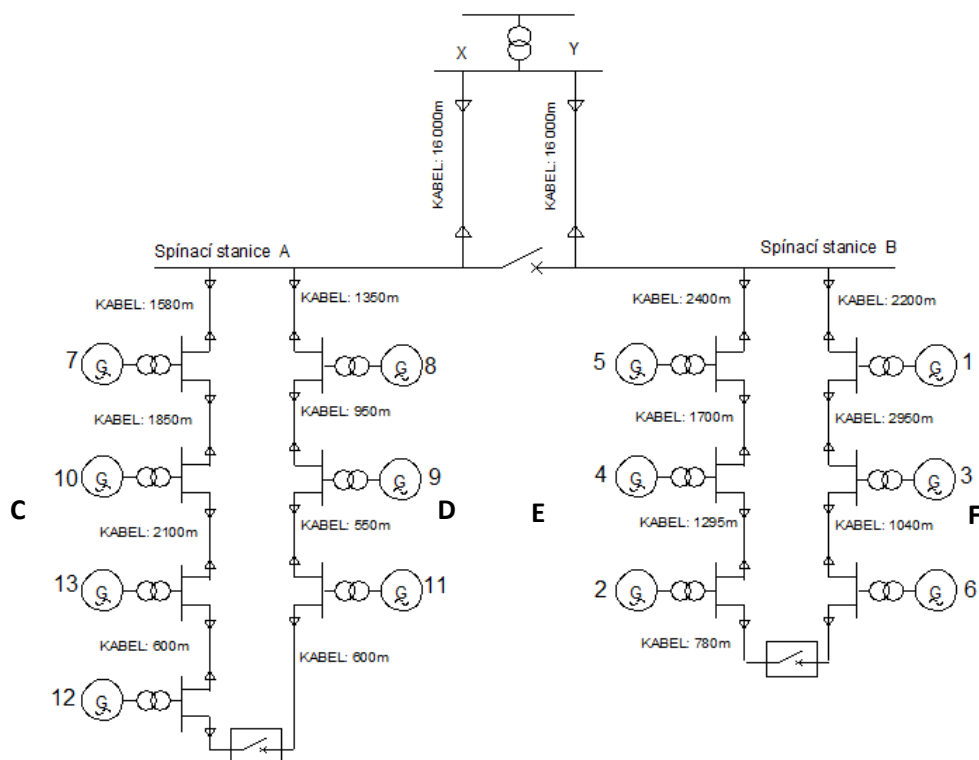 X
Y
KABEL: 16 000m
KABEL: 16 000m
Spínací stanice A
Spínací stanice B
KABEL: 1580m
KABEL: 1350m
KABEL: 2400m
KABEL: 2200m
7
G
G
8
5
G
G
1
KABEL: 1850m
KABEL: 950m
KABEL: 1700m
KABEL: 2950m
10
G
G
9
4
G
G
3
C
D
E
F
KABEL: 2100m
KABEL: 550m
KABEL: 1295m
KABEL: 1040m
13
G
G
11
2
G
G
6
KABEL: 600m
KABEL: 600m
KABEL: 780m
12
G